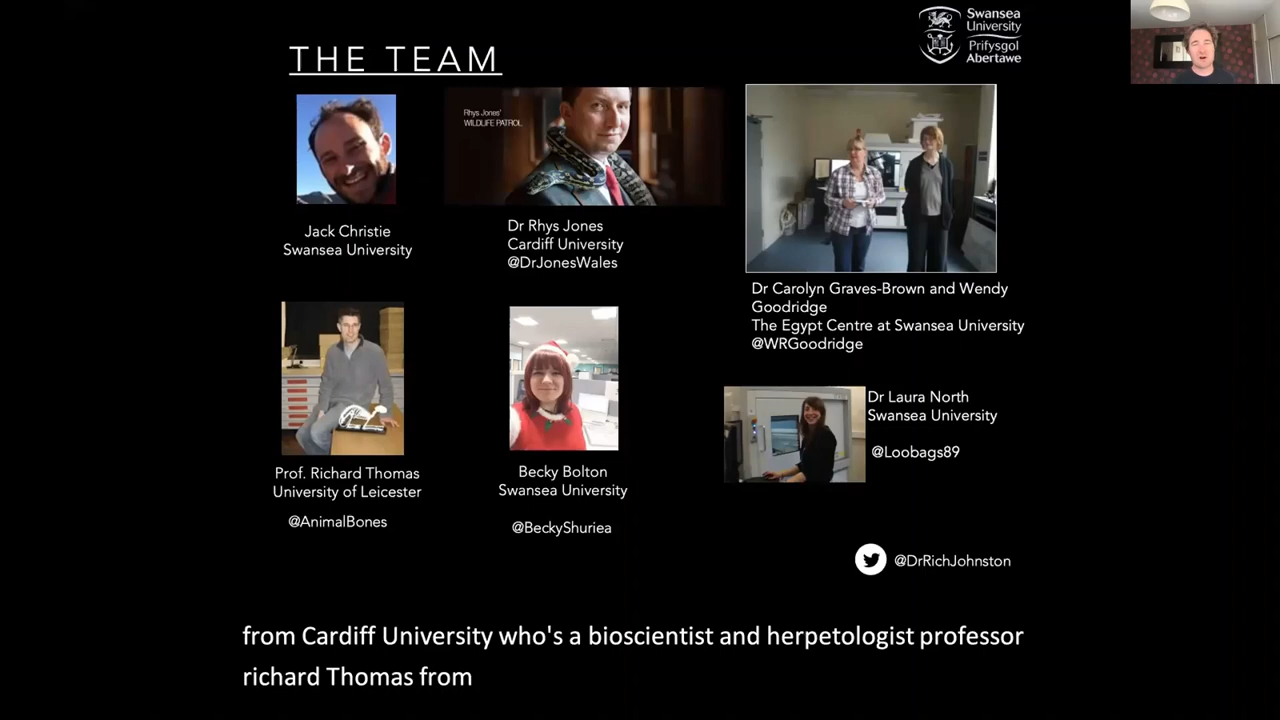 THE TEAM
Swansea
University
Prifysgol
Abertawe
Rhys Jones'
WILDLIFE PATROL
Jack Christie
Swansea University
Dr Rhys Jones
Cardiff University
@DrJonesWales
Dr Carolyn Graves-Brown and Wendy
Goodridge
The Egypt Centre at Swansea University
@WRGoodridge
Prof. Richard Thomas
University of Leicester
@AnimalBones
Becky Bolton
Swansea University
@BeckyShuriea
Dr Laura North
Swansea University
@Loobags89
@DrRichJohnston
from Cardiff University who's a bioscientist and herpetologist professor
richard Thomas from